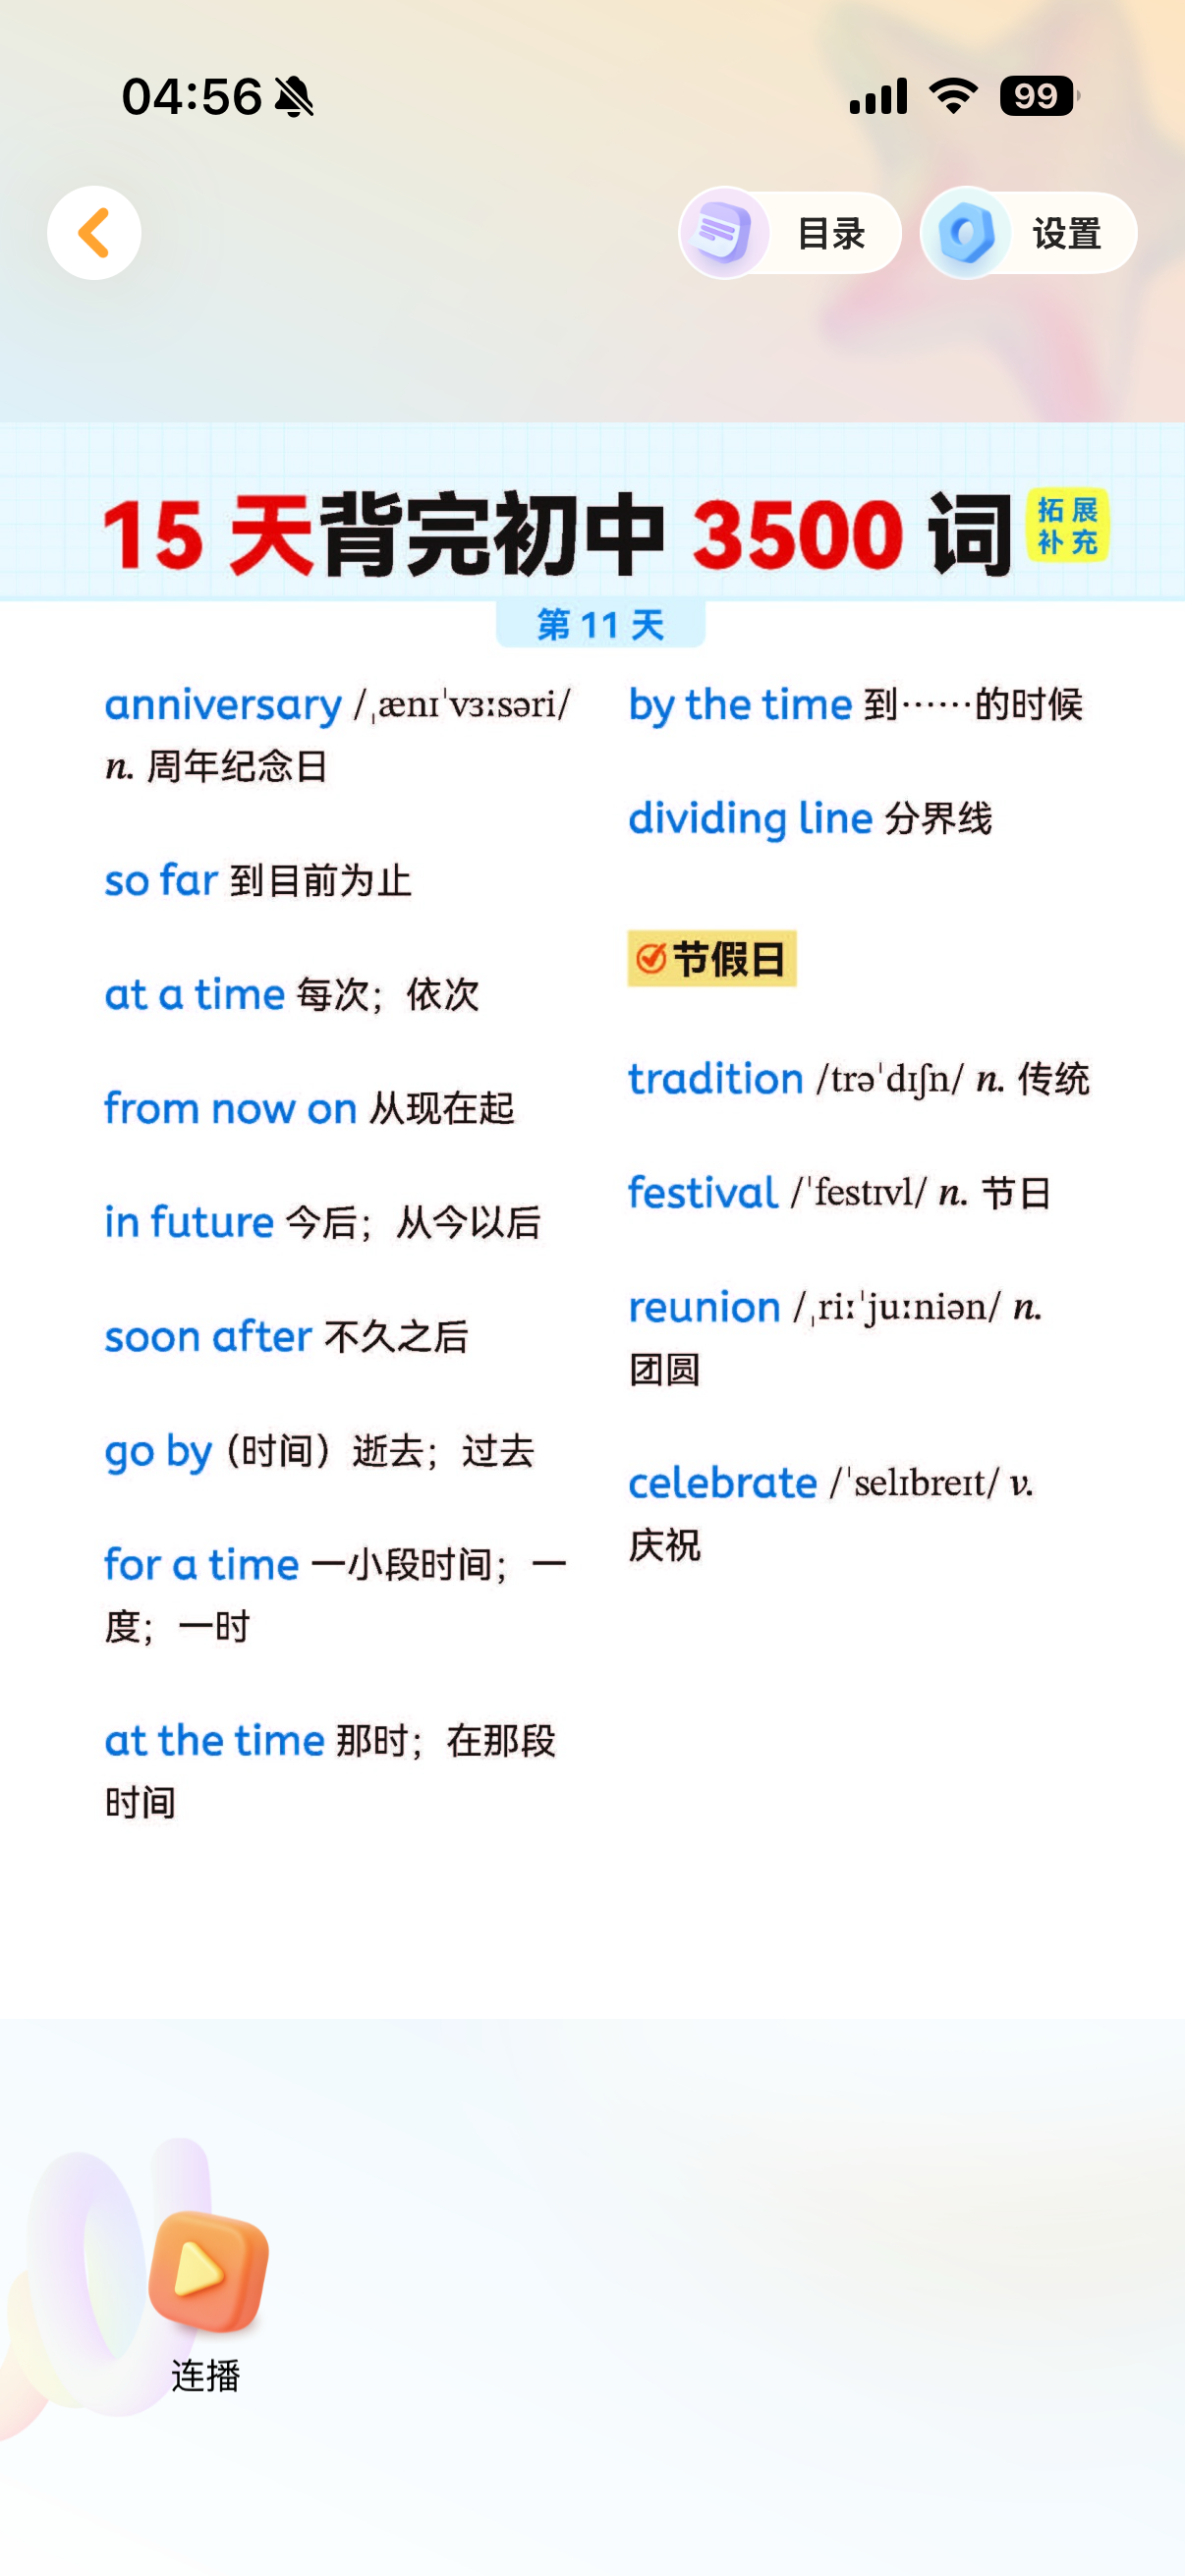 04:56
99
目录
设置
15 天背完初中 3500 词
拓展
补充
第 11 天
anniversary /ˌænɪˈvɜːsəri/
n. 周年纪念日
so far 到目前为止
at a time 每次；依次
from now on 从现在起
in future 今后；从今以后
soon after 不久之后
go by（时间）逝去；过去
for a time 一小段时间；一
度；一时
at the time 那时；在那段
时间
by the time 到……的时候
dividing line 分界线
节假日
tradition /trəˈdɪʃn/ n. 传统
festival /ˈfestɪvl/ n. 节日
reunion /ˌriːˈjuːniən/ n.
团圆
celebrate /ˈselɪbreɪt/ v.
庆祝
连播